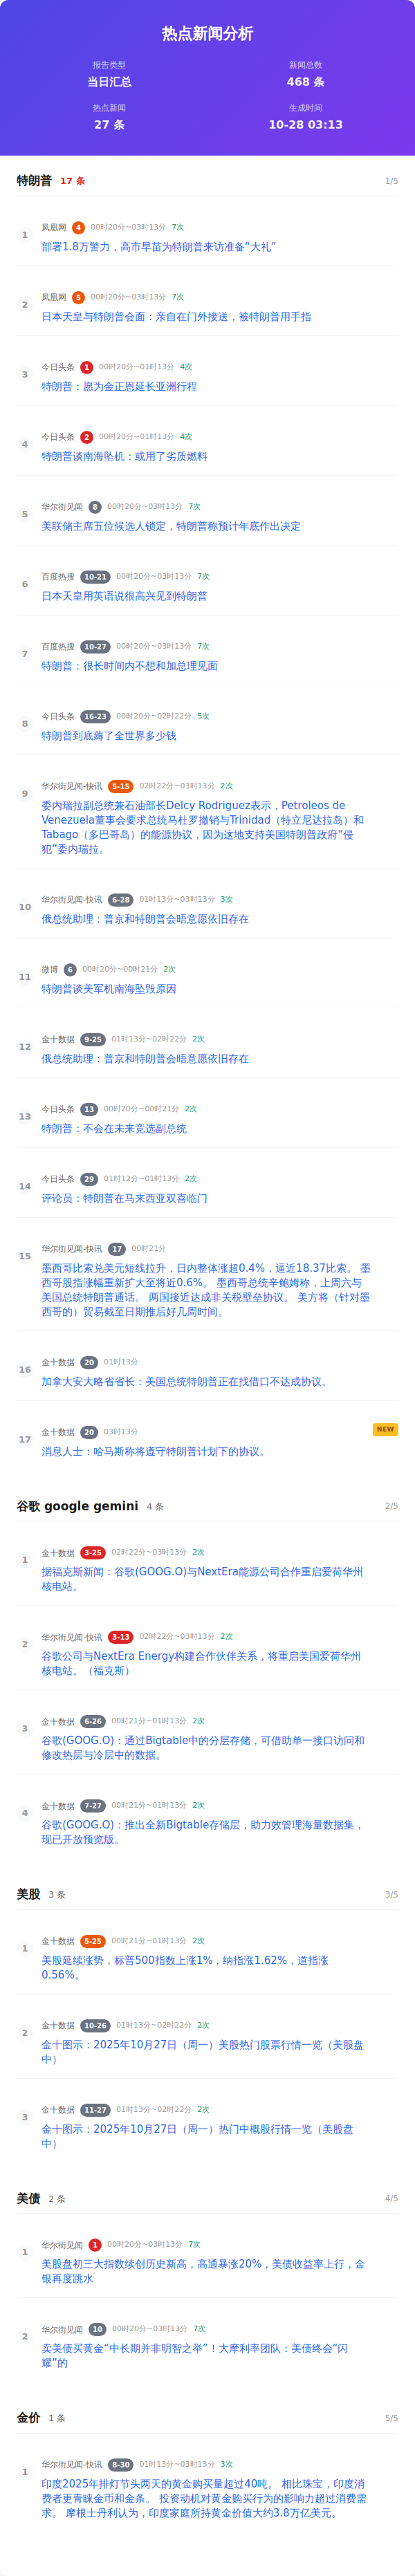 热点新闻分析
报告类型
当日汇总
新闻总数
468 条
热点新闻
27 条
生成时间
10-28 03:13
特朗普 17 条 1/5
1
凤凰网 4 00时20分~03时13分 7次
部署1.8万警力，高市早苗为特朗普来访准备“大礼”
2
凤凰网 5 00时20分~03时13分 7次
日本天皇与特朗普会面：亲自在门外接送，被特朗普用手指
3
今日头条 1 00时20分~01时13分 4次
特朗普：愿为金正恩延长亚洲行程
4
今日头条 2 00时20分~01时13分 4次
特朗普谈南海坠机：或用了劣质燃料
5
华尔街见闻 8 00时20分~03时13分 7次
美联储主席五位候选人锁定，特朗普称预计年底作出决定
6
百度热搜 10-21 00时20分~03时13分 7次
日本天皇用英语说很高兴见到特朗普
7
百度热搜 10-27 00时20分~03时13分 7次
特朗普：很长时间内不想和加总理见面
8
今日头条 16-23 00时20分~02时22分 5次
特朗普到底薅了全世界多少钱
9
华尔街见闻-快讯 5-15 02时22分~03时13分 2次
委内瑞拉副总统兼石油部长Delcy Rodriguez表示，Petroleos de
Venezuela董事会要求总统马杜罗撤销与Trinidad（特立尼达拉岛）和
Tabago（多巴哥岛）的能源协议，因为这地支持美国特朗普政府“侵
犯”委内瑞拉。
10
华尔街见闻-快讯 6-28 01时13分~03时13分 3次
俄总统助理：普京和特朗普会晤意愿依旧存在
11
微博 6 00时20分~00时21分 2次
特朗普谈美军机南海坠毁原因
12
金十数据 9-25 01时13分~02时22分 2次
俄总统助理：普京和特朗普会晤意愿依旧存在
13
今日头条 13 00时20分~00时21分 2次
特朗普：不会在未来竞选副总统
14
今日头条 29 01时12分~01时13分 2次
评论员：特朗普在马来西亚双喜临门
15
华尔街见闻-快讯 17 00时21分
墨西哥比索兑美元短线拉升，日内整体涨超0.4%，逼近18.37比索。 墨
西哥股指涨幅重新扩大至将近0.6%。 墨西哥总统辛鲍姆称，上周六与
美国总统特朗普通话。 两国接近达成非关税壁垒协议。 美方将（针对墨
西哥的）贸易截至日期推后好几周时间。
16
金十数据 20 01时13分
加拿大安大略省省长：美国总统特朗普正在找借口不达成协议。
17
金十数据 20 03时13分
NEW
消息人士：哈马斯称将遵守特朗普计划下的协议。
谷歌 google gemini 4 条 2/5
1
金十数据 3-25 02时22分~03时13分 2次
据福克斯新闻：谷歌(GOOG.O)与NextEra能源公司合作重启爱荷华州
核电站。
2
华尔街见闻-快讯 3-13 02时22分~03时13分 2次
谷歌公司与NextEra Energy构建合作伙伴关系，将重启美国爱荷华州
核电站。（福克斯）
3
金十数据 6-26 00时21分~01时13分 2次
谷歌(GOOG.O)：通过Bigtable中的分层存储，可借助单一接口访问和
修改热层与冷层中的数据。
4
金十数据 7-27 00时21分~01时13分 2次
谷歌(GOOG.O)：推出全新Bigtable存储层，助力效管理海量数据集，
现已开放预览版。
美股 3 条 3/5
1
金十数据 5-25 00时21分~01时13分 2次
美股延续涨势，标普500指数上涨1%，纳指涨1.62%，道指涨
0.56%。
2
金十数据 10-26 01时13分~02时22分 2次
金十图示：2025年10月27日（周一）美股热门股票行情一览（美股盘
中）
3
金十数据 11-27 01时13分~02时22分 2次
金十图示：2025年10月27日（周一）热门中概股行情一览（美股盘
中）
美债 2 条 4/5
1
华尔街见闻 1 00时20分~03时13分 7次
美股盘初三大指数续创历史新高，高通暴涨20%，美债收益率上行，金
银再度跳水
2
华尔街见闻 10 00时20分~03时13分 7次
卖美债买黄金“中长期并非明智之举”！大摩利率团队：美债终会“闪
耀”的
金价 1 条 5/5
1
华尔街见闻-快讯 8-30 01时13分~03时13分 3次
印度2025年排灯节头两天的黄金购买量超过40吨。 相比珠宝，印度消
费者更青睐金币和金条。 投资动机对黄金购买行为的影响力超过消费需
求。 摩根士丹利认为，印度家庭所持黄金价值大约3.8万亿美元。